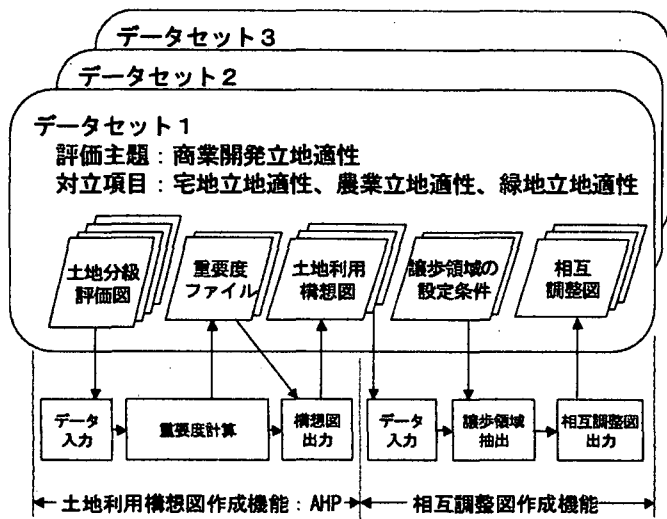 データセット3
データセット2
データセット1
評価主題：商業開発立地適性
対立項目：宅地立地適性、農業立地適性、緑地立地適性
土地分級
評価図
重要度
ファイル
土地利用
構想図
譲歩領域の
設定条件
相互
調整図
データ
入力
重要度計算
構想図
出力
データ
入力
譲歩領域
抽出
相互調整図
出力
土地利用構想図作成機能：AHP
相互調整図作成機能